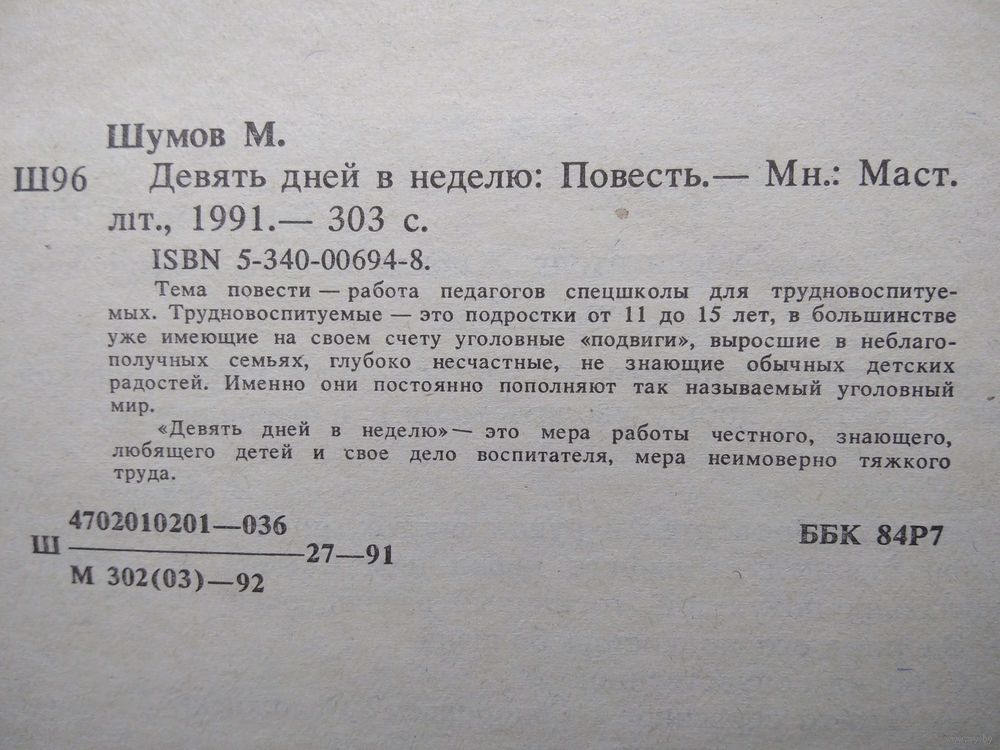 Шумов М.
Ш96 Девять дней в неделю: Повесть.— Мн.: Маст.
літ., 1991.— 303 с.
ISBN 5-340-00694-8.
Тема повести — работа педагогов спецшколы для трудновоспитуе-
мых. Трудновоспитуемые — это подростки от 11 до 15 лет, в большинстве
уже имеющие на своем счету уголовные «подвиги», выросшие в неблаго-
получных семьях, глубоко несчастные, не знающие обычных детских
радостей. Именно они постоянно пополняют так называемый уголовный
мир.
«Девять дней в неделю»— это мера работы честного, знающего,
любящего детей и свое дело воспитателя, мера неимоверно тяжкого
труда.
4702010201—036
Ш 27—91
М 302(03)—92
ББК 84Р7